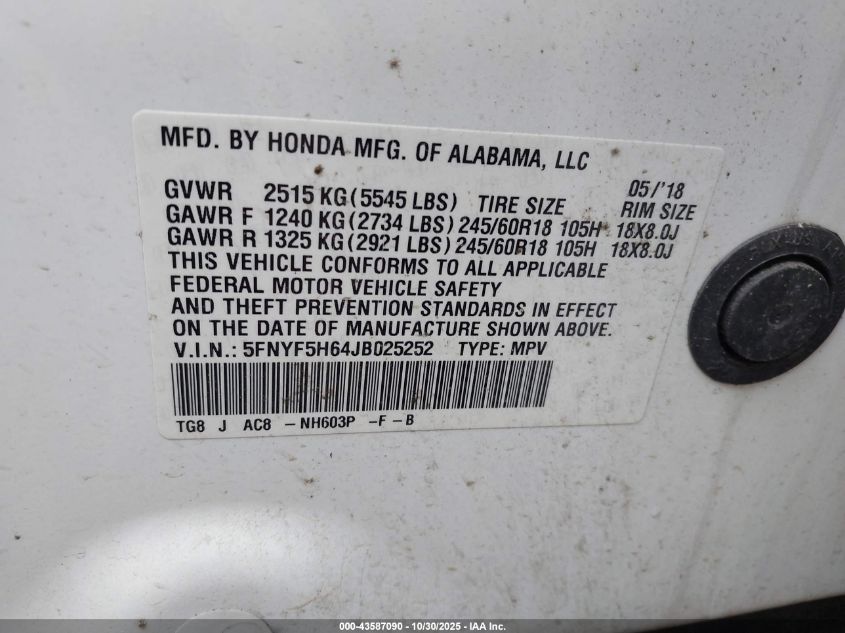 MFD. BY HONDA MFG. OF ALABAMA, LLC
05/'18
GVWR 2515 KG (5545 LBS) TIRE SIZE RIM SIZE
GAWR F 1240 KG (2734 LBS) 245/60R18 105H 18X8.0J
GAWR R 1325 KG (2921 LBS) 245/60R18 105H 18X8.0J
THIS VEHICLE CONFORMS TO ALL APPLICABLE
FEDERAL MOTOR VEHICLE SAFETY
AND THEFT PREVENTION STANDARDS IN EFFECT
ON THE DATE OF MANUFACTURE SHOWN ABOVE.
V.I.N.: 5FNYF5H64JB025252 TYPE: MPV
TG8 J AC8 -NH603P -F-B
000-43587090 - 10/30/2025 - IAA Inc.